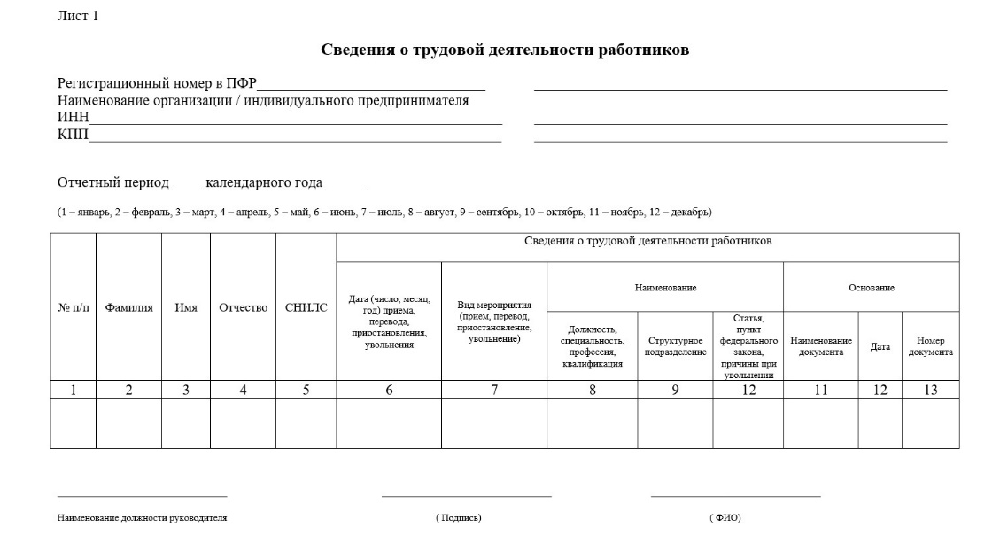 Лист 1
Сведения о трудовой деятельности работников
Регистрационный номер в ПФР
Наименование организации / индивидуального предпринимателя
ИНН
КПП
Отчетный период ____ календарного года______
(1 – январь, 2 – февраль, 3 – март, 4 – апрель, 5 – май, 6 – июнь, 7 – июль, 8 – август, 9 – сентябрь, 10 – октябрь, 11 – ноябрь, 12 – декабрь)
№ п/п
Фамилия
Имя
Отчество
СНИЛС
Сведения о трудовой деятельности работников
Дата (число, месяц,
год) приема,
перевода,
приостановления,
увольнения
Вид мероприятия
(прием, перевод,
приостановление,
увольнение)
Наименование
Должность,
специальность,
профессия,
квалификация
Структурное
подразделение
Статья,
пункт
федерального
закона,
причины при
увольнении
Основание
Наименование
документа
Дата
Номер
документа
1 2 3 4 5 6 7 8 9 12 11 12 13
Наименование должности руководителя
( Подпись)
( ФИО)